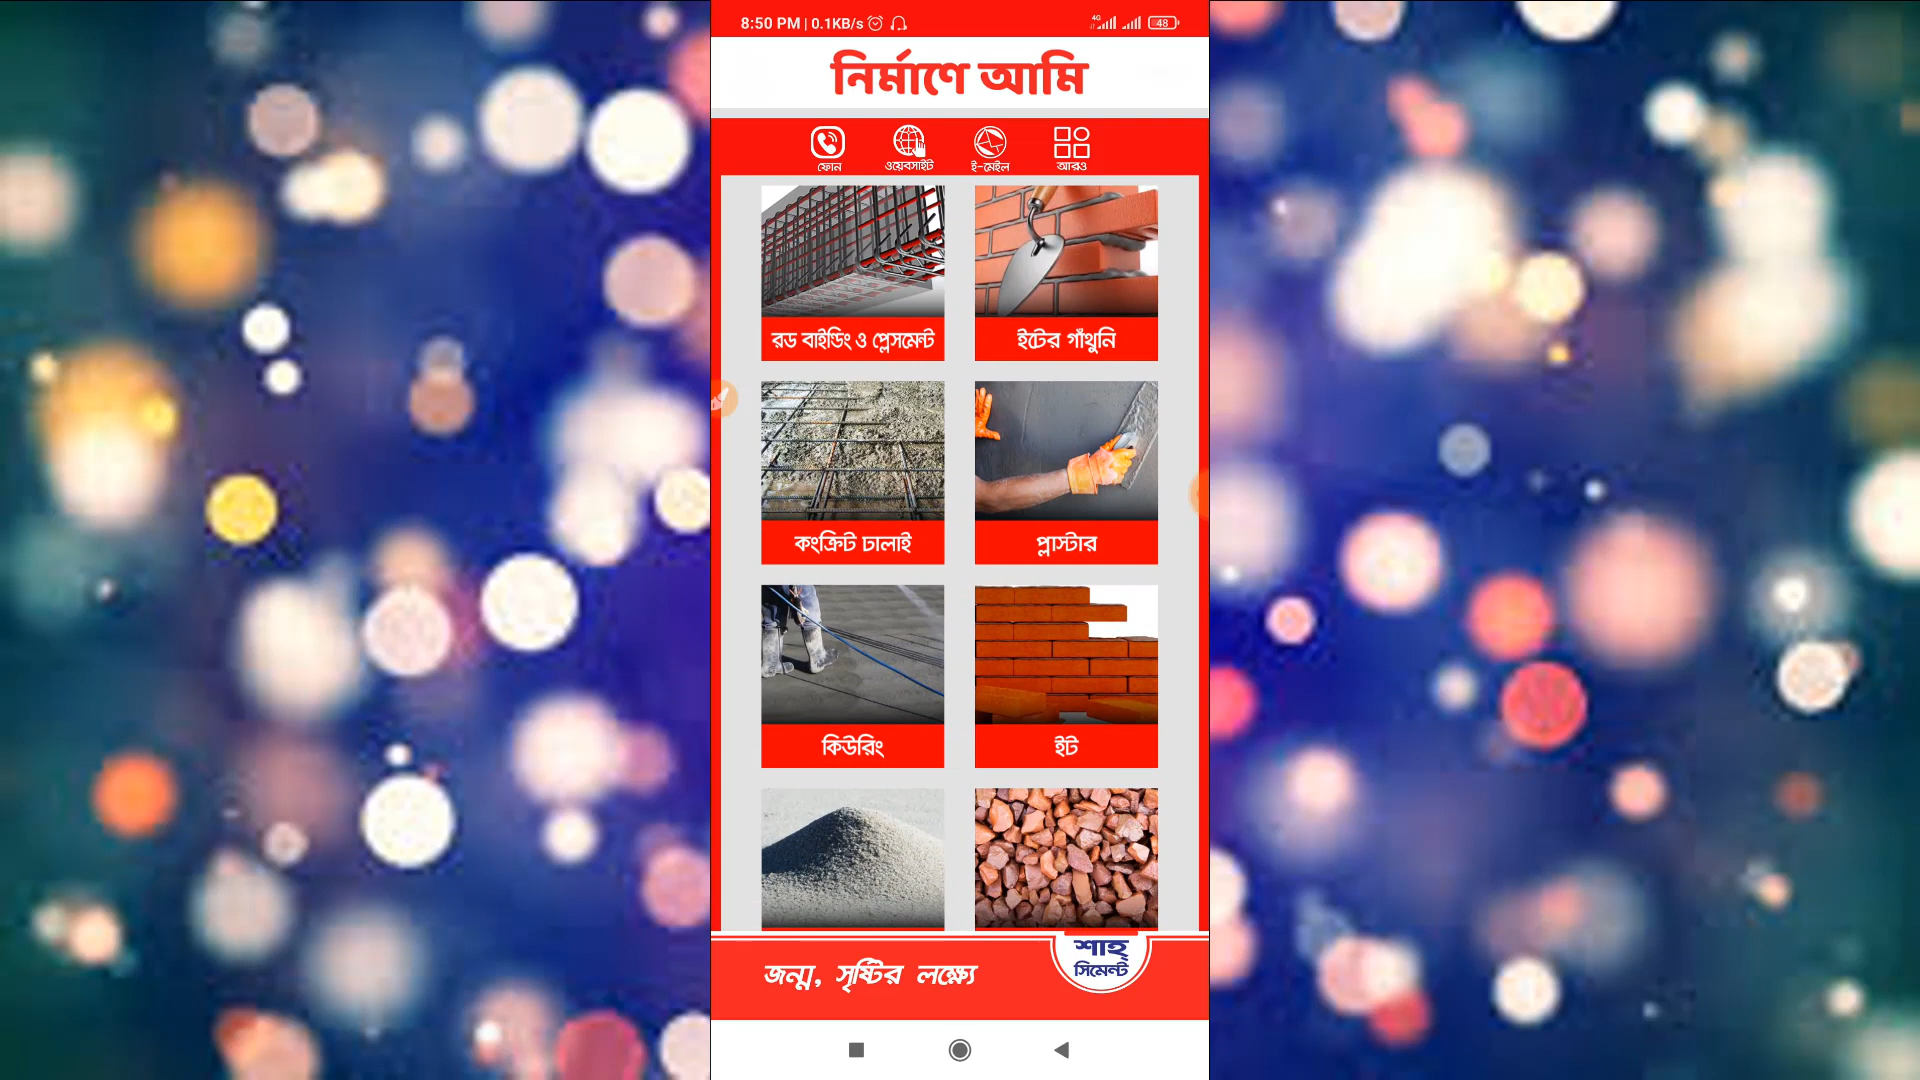 8:50 PM | 0.1KB/s
4G
48
নির্মাণে আমি
ফোন
ওয়েবসাইট
ই-মেইল
আরও
রড বাইন্ডিং ও প্লেসমেন্ট
ইটের গাঁথুনি
কংক্রিট ঢালাই
প্লাস্টার
কিউরিং
ইট
জন্ম, সৃষ্টির লক্ষ্যে
শাহ্
সিমেন্ট